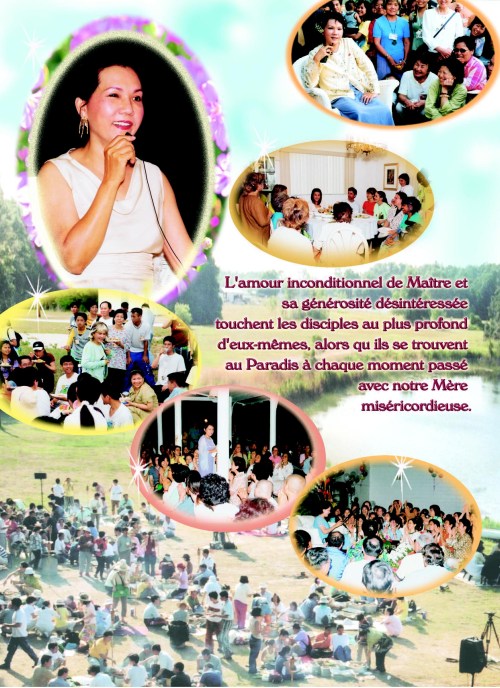 L'amour inconditionnel de Maître et
sa générosité désintéressée
touchent les disciples au plus profond
d'eux-mêmes, alors qu ils se trouvent
au Paradis à chaque moment passé
avec notre Mère
miséricordieuse.